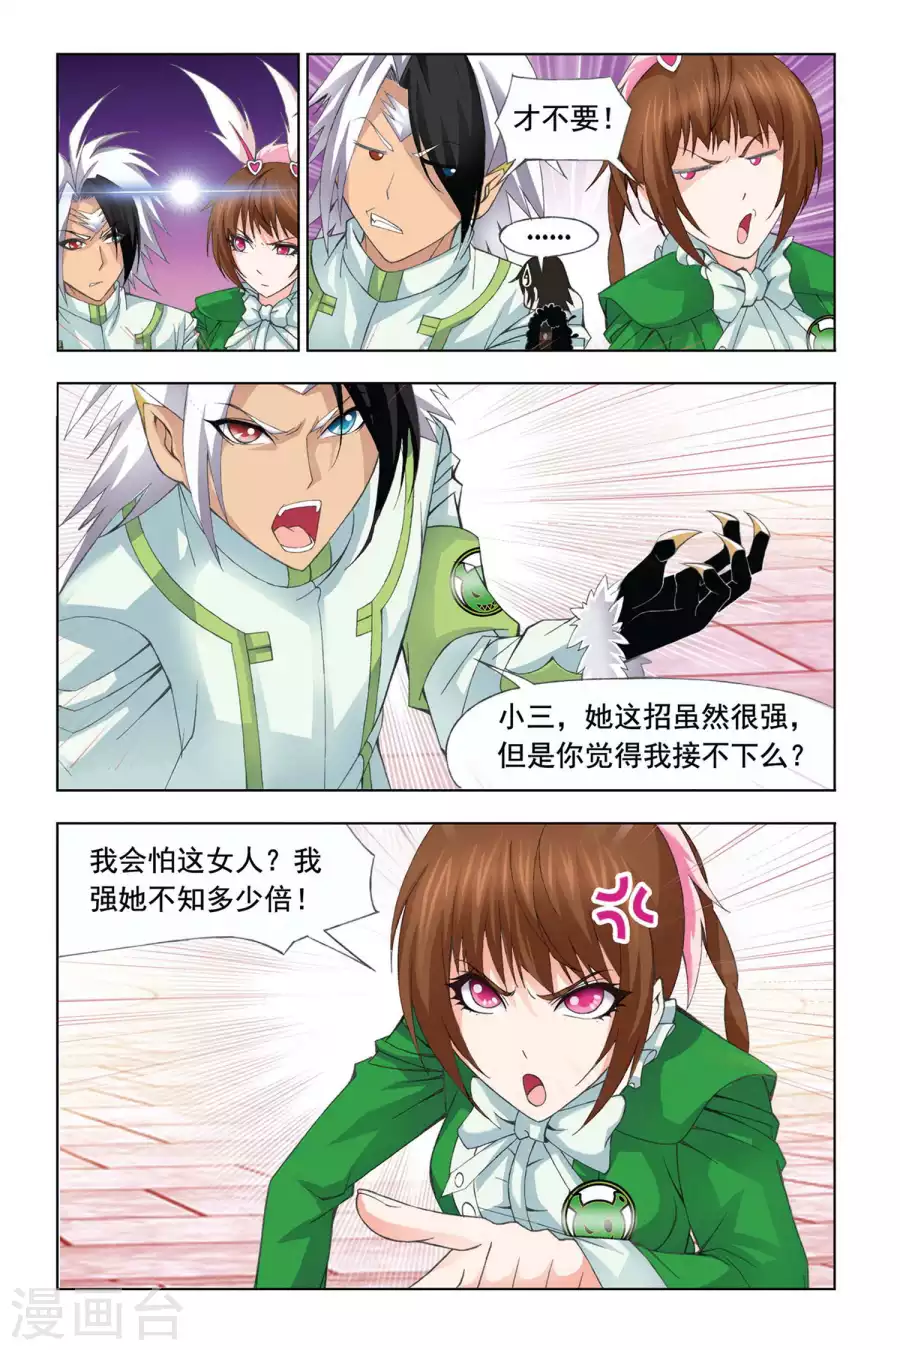 才不要！
……
小三，她这招虽然很强，
但是你觉得我接不下么？
我会怕这女人？我
强她不知多少倍！
漫画台